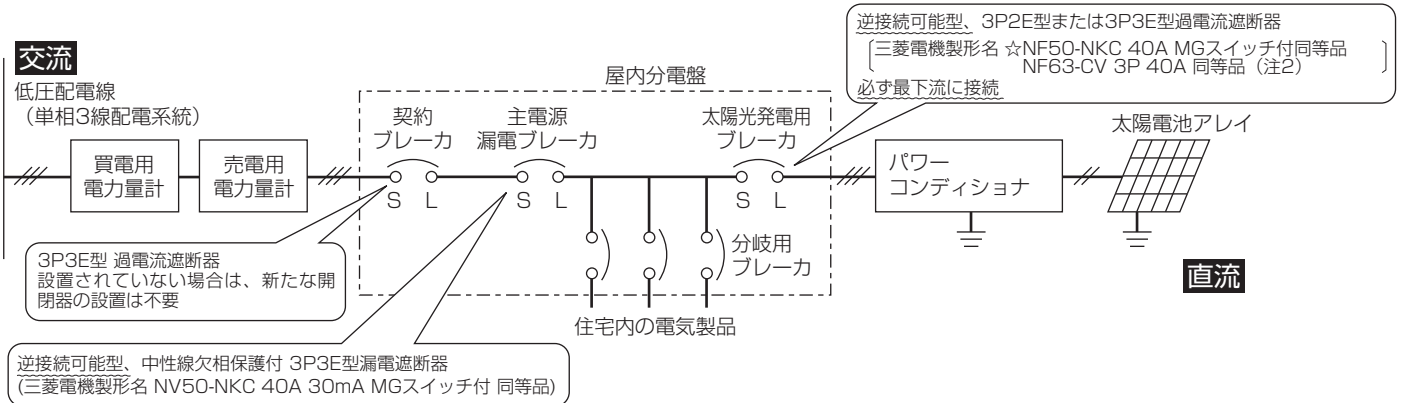 逆接続可能型、3P2E型または3P3E型過電流遮断器
三菱電機製形名 ☆NF50-NKC 40A MGスイッチ付同等品
NF63-CV 3P 40A 同等品（注2）
必ず最下流に接続
交流
低圧配電線
（単相3線配電系統）
屋内分電盤
契約
ブレーカ
主電源
漏電ブレーカ
太陽光発電用
ブレーカ
太陽電池アレイ
買電用
電力量計
売電用
電力量計
パワー
コンディショナ
S L
S L
S L
分岐用
ブレーカ
3P3E型 過電流遮断器
設置されていない場合は、新たな開
閉器の設置は不要
直流
住宅内の電気製品
逆接続可能型、中性線欠相保護付 3P3E型漏電遮断器
(三菱電機製形名 NV50-NKC 40A 30mA MGスイッチ付 同等品)